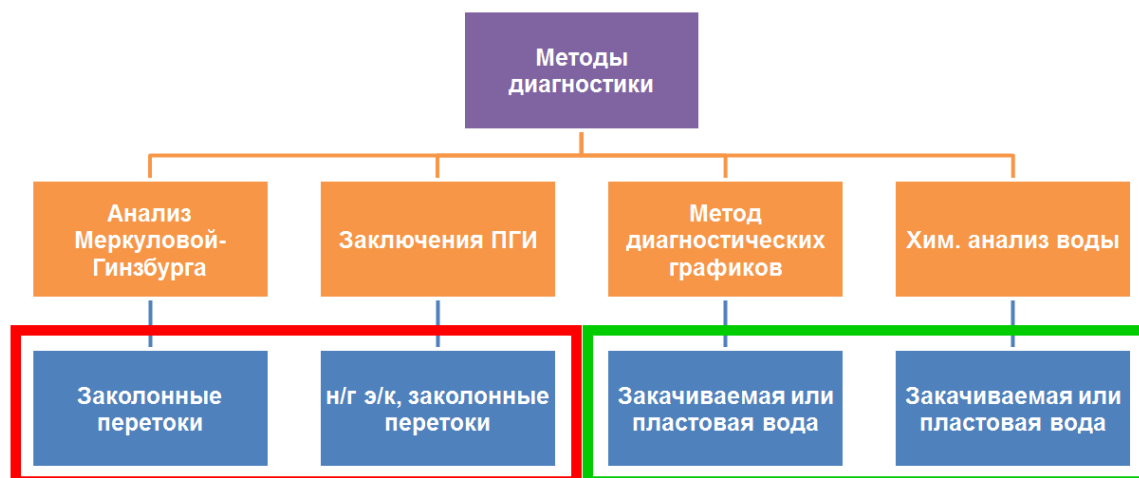 Методы
диагностики
Анализ
Меркуловой-
Гинзбурга
Заключения ПГИ
Метод
диагностических
графиков
Хим. анализ воды
Заколонные
перетоки
н/г э/к, заколонные
перетоки
Закачиваемая или
пластовая вода
Закачиваемая или
пластовая вода